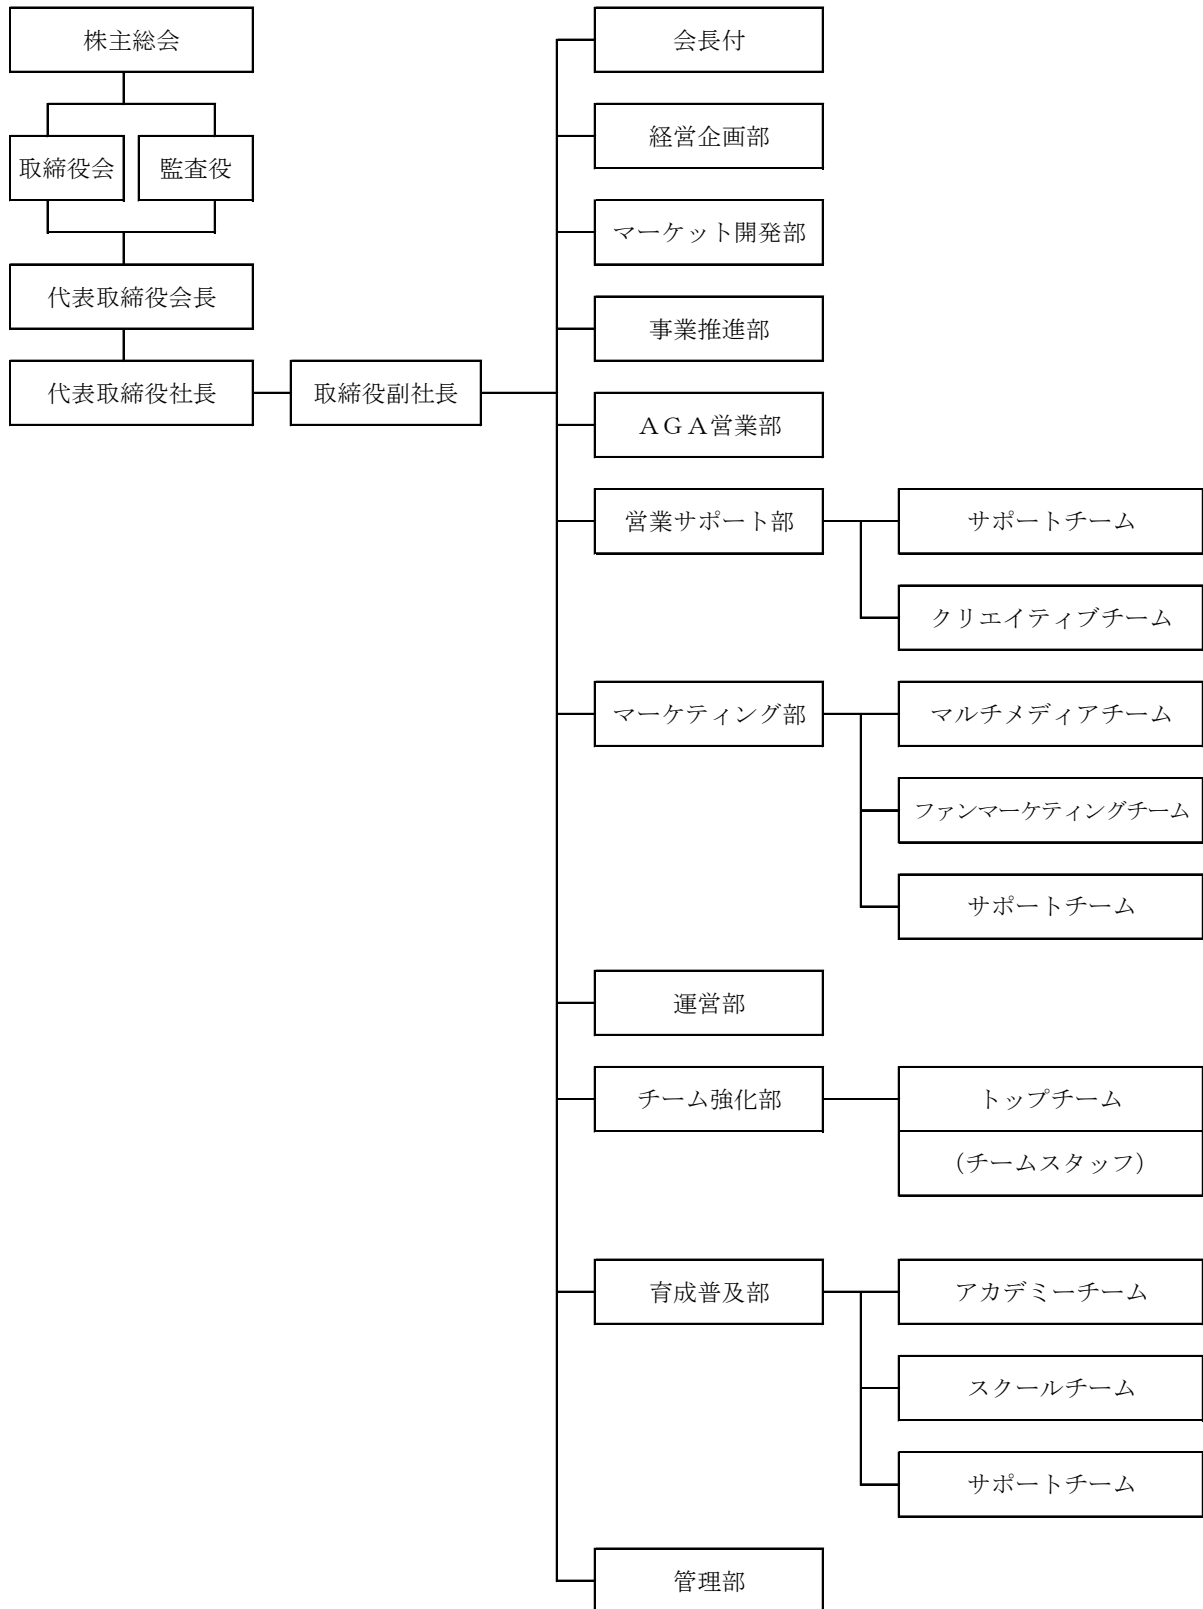 株主総会
取締役会
監査役
代表取締役会長
代表取締役社長
取締役副社長
会長付
経営企画部
マーケット開発部
事業推進部
ＡＧＡ営業部
営業サポート部
サポートチーム
クリエイティブチーム
マーケティング部
マルチメディアチーム
ファンマーケティングチーム
サポートチーム
運営部
チーム強化部
トップチーム
（チームスタッフ）
育成普及部
アカデミーチーム
スクールチーム
サポートチーム
管理部